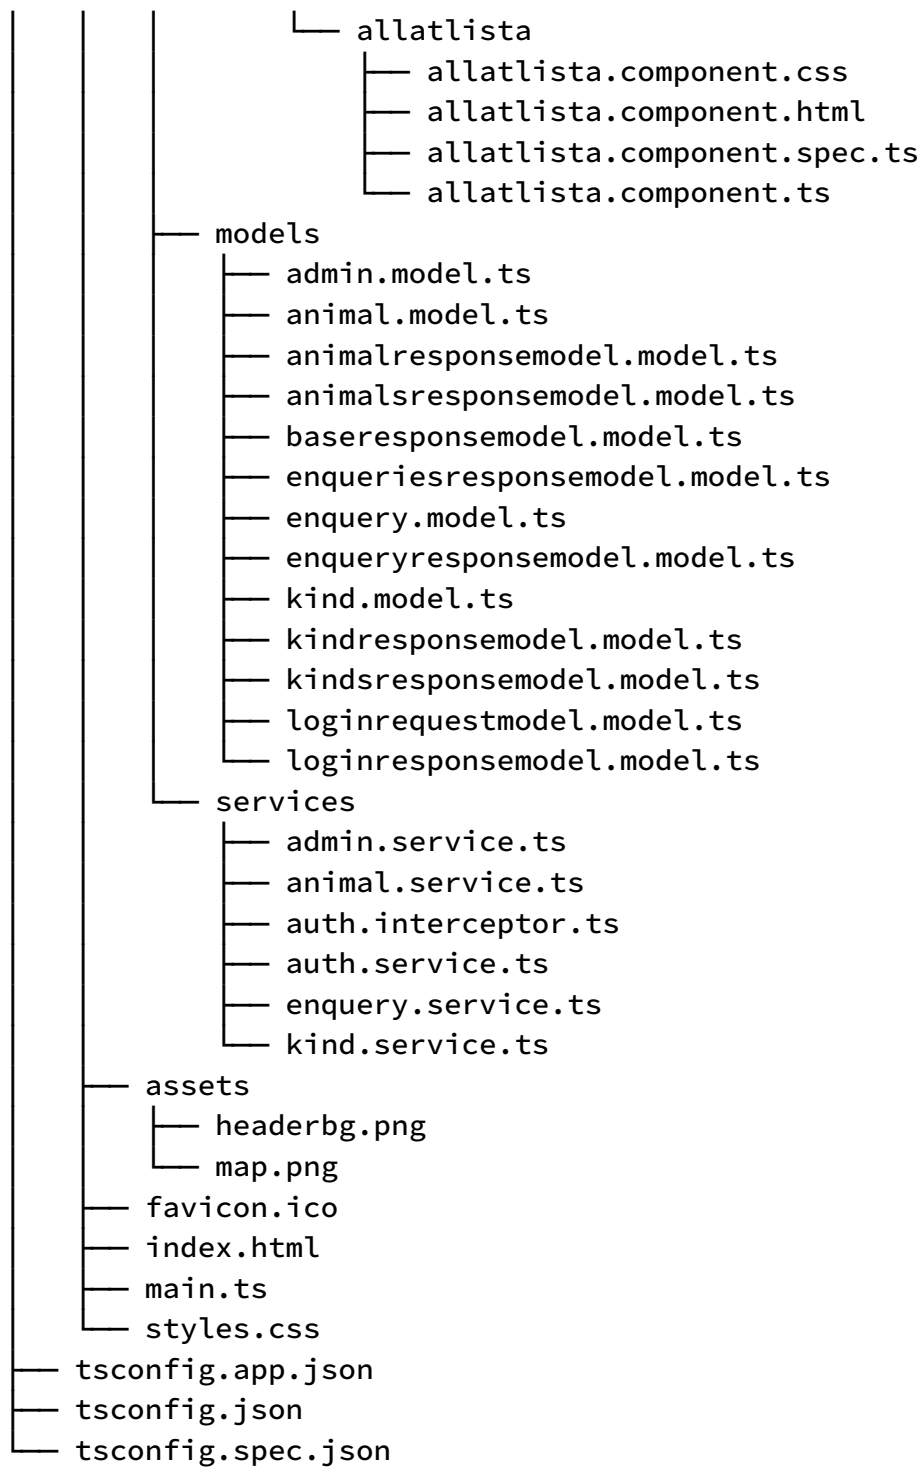 │   │   │       └── allatlista
│   │   │           ├── allatlista.component.css
│   │   │           ├── allatlista.component.html
│   │   │           ├── allatlista.component.spec.ts
│   │   │           └── allatlista.component.ts
│   │   ├── models
│   │   │   ├── admin.model.ts
│   │   │   ├── animal.model.ts
│   │   │   ├── animalresponsemodel.model.ts
│   │   │   ├── animalsresponsemodel.model.ts
│   │   │   ├── baseresponsemodel.model.ts
│   │   │   ├── enqueriesresponsemodel.model.ts
│   │   │   ├── enquery.model.ts
│   │   │   ├── enqueryresponsemodel.model.ts
│   │   │   ├── kind.model.ts
│   │   │   ├── kindresponsemodel.model.ts
│   │   │   ├── kindsresponsemodel.model.ts
│   │   │   ├── loginrequestmodel.model.ts
│   │   │   └── loginresponsemodel.model.ts
│   │   └── services
│   │       ├── admin.service.ts
│   │       ├── animal.service.ts
│   │       ├── auth.interceptor.ts
│   │       ├── auth.service.ts
│   │       ├── enquery.service.ts
│   │       └── kind.service.ts
│   ├── assets
│   │   ├── headerbg.png
│   │   └── map.png
│   ├── favicon.ico
│   ├── index.html
│   ├── main.ts
│   └── styles.css
├── tsconfig.app.json
├── tsconfig.json
└── tsconfig.spec.json